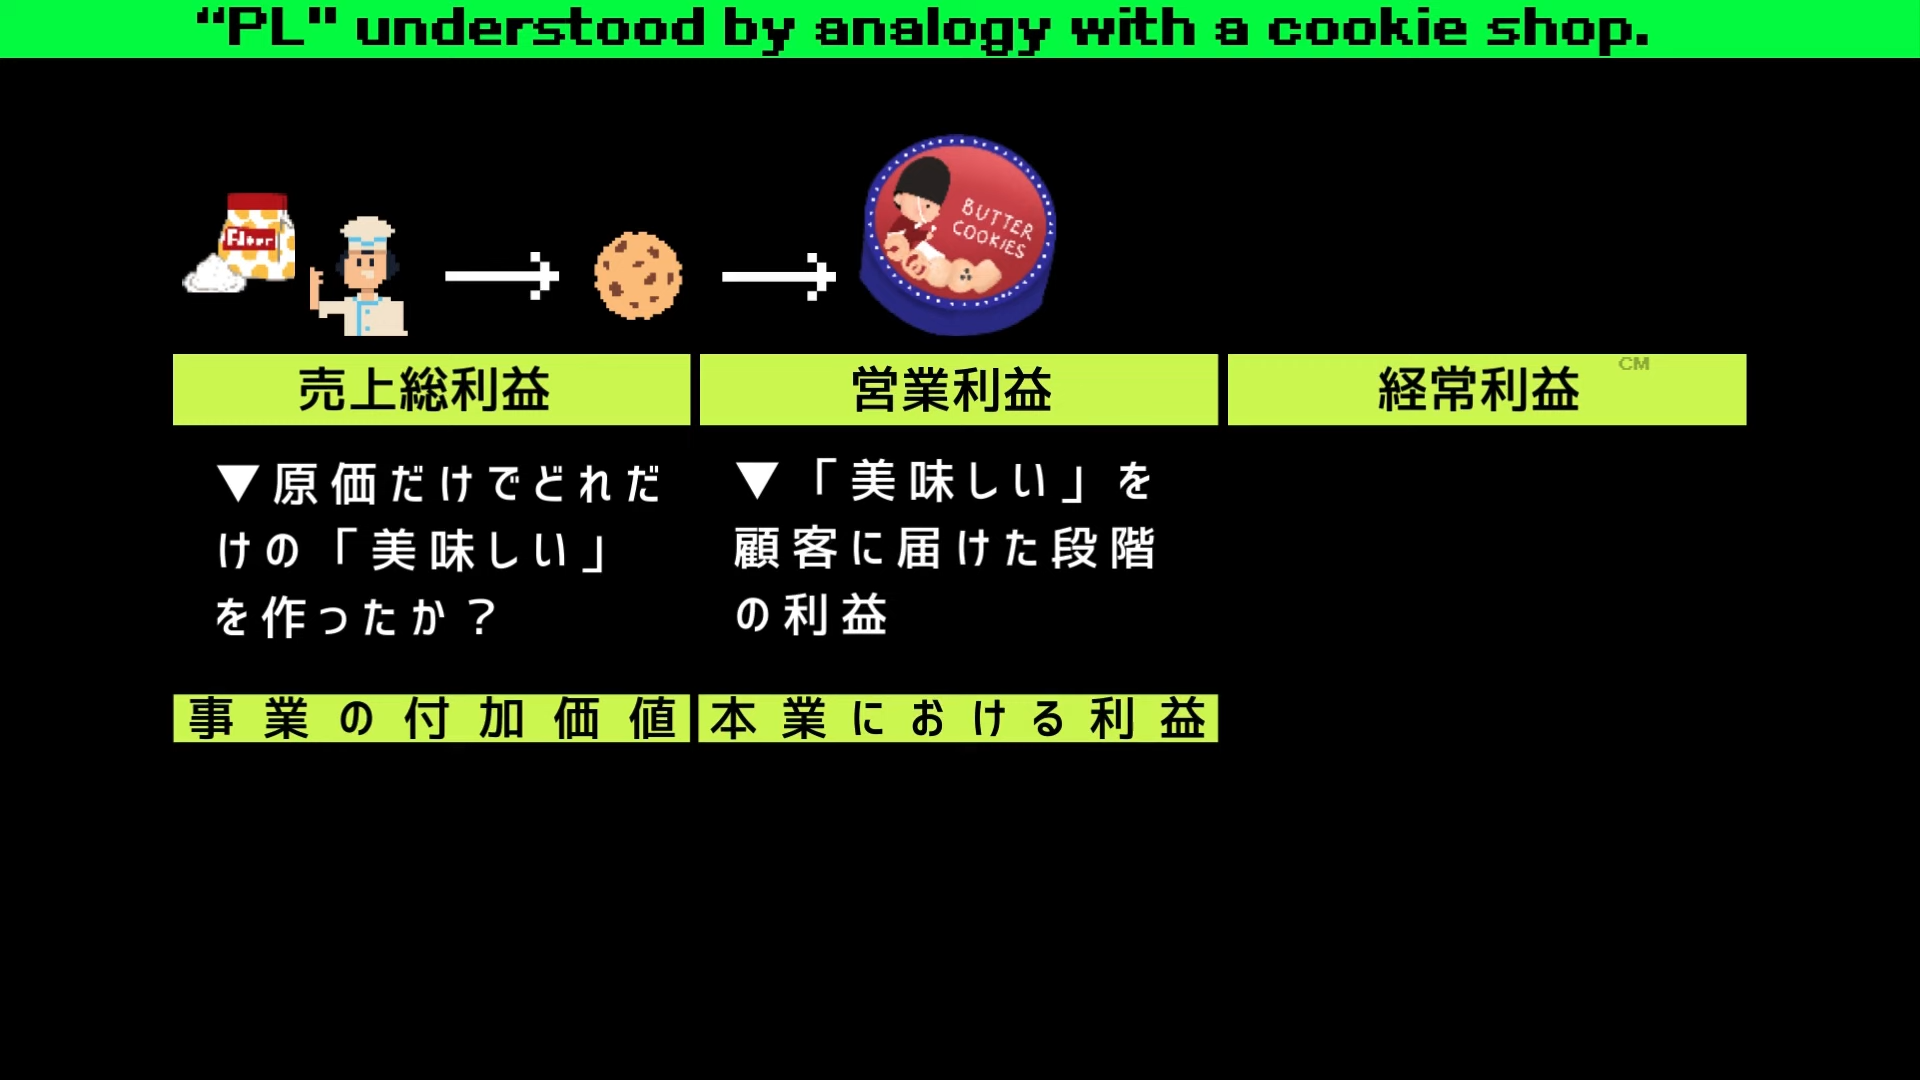 “PL" understood by analogy with a cookie shop.
Flour
BUTTER
COOKIES
売上総利益
営業利益
経常利益
CM
▼原価だけでどれだ
けの「美味しい」
を作ったか？
▼「美味しい」を
顧客に届けた段階
の利益
事業の付加価値
本業における利益